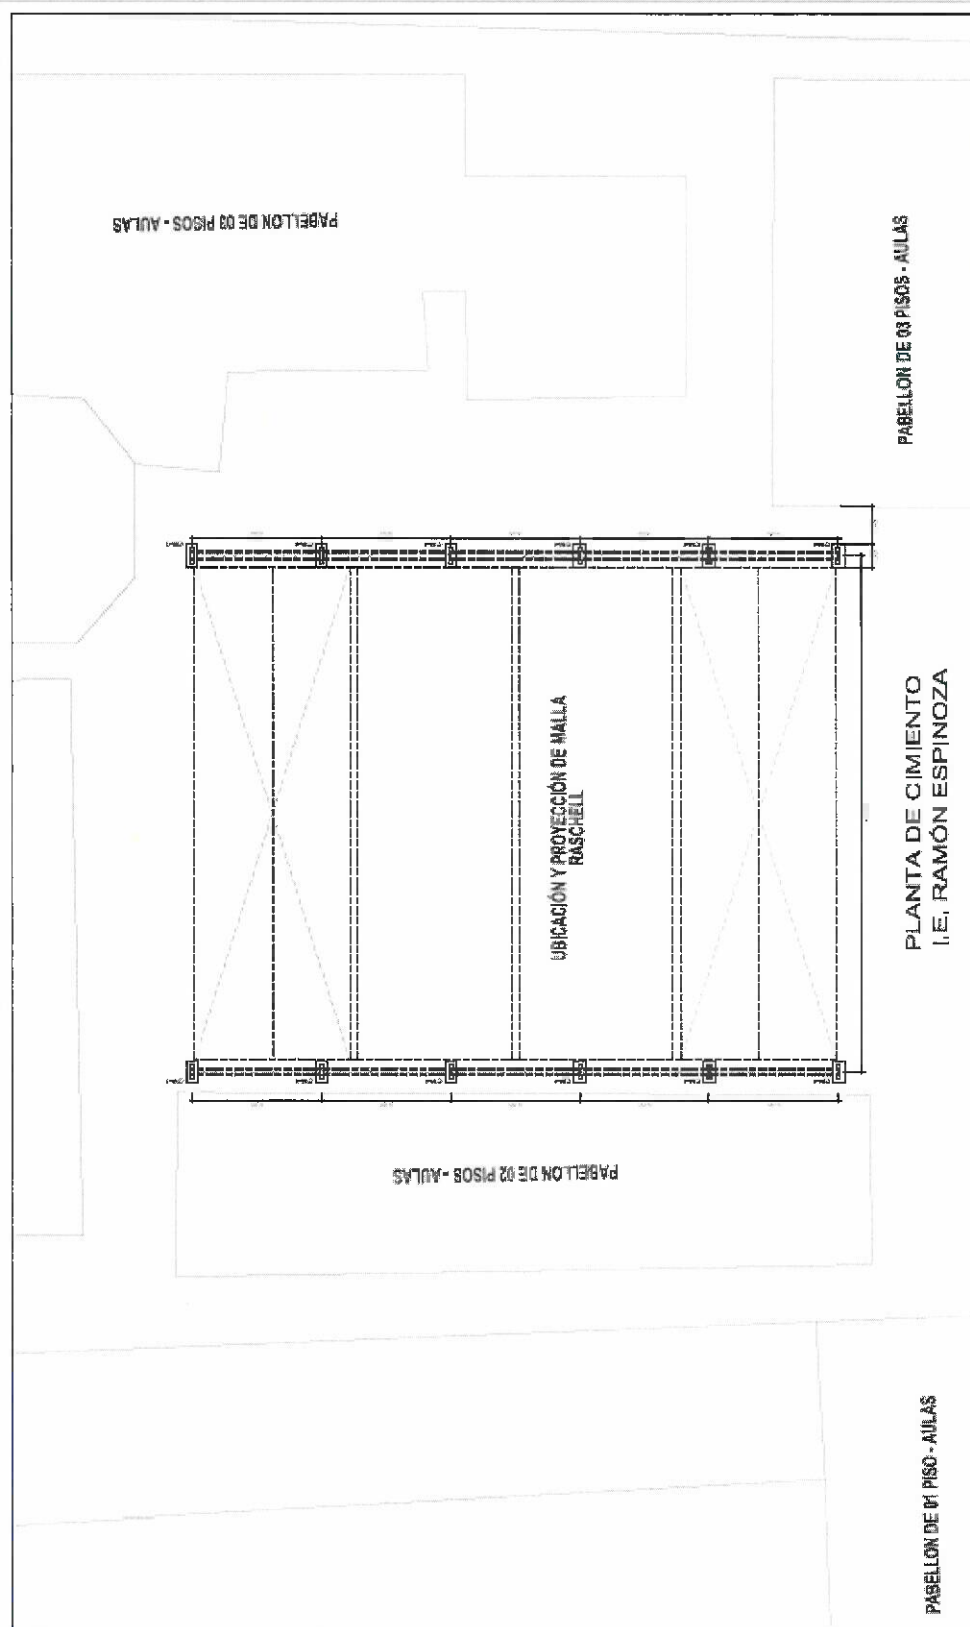 PABELLON DE 03 PISOS - AULAS
PABELLON DE 03 PISOS - AULAS
UBICACIÓN Y PROYECCIÓN DE MALLA
RASCHELL
PLANTA DE CIMIENTO
I.E. RAMÓN ESPINOZA
PABELLON DE 02 PISOS - AULAS
PABELLON DE 01 PISO - AULAS